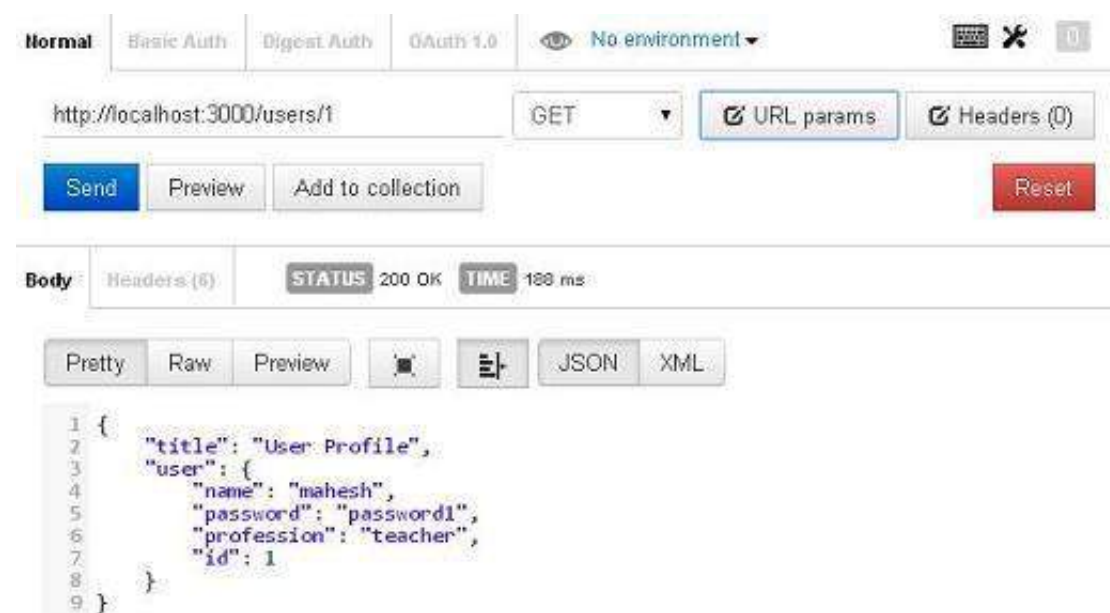 Normal Basic Auth Digest Auth OAuth 1.0 No environment 0
http://localhost:3000/users/1 GET URL params Headers (0)
Send Preview Add to collection Reset
Body Headers (6) STATUS 200 OK TIME 188 ms
Pretty Raw Preview JSON XML
1 {
2 "title": "User Profile",
3 "user": {
4 "name": "mahesh",
5 "password": "password1",
6 "profession": "teacher",
7 "id": 1
8 }
9 }